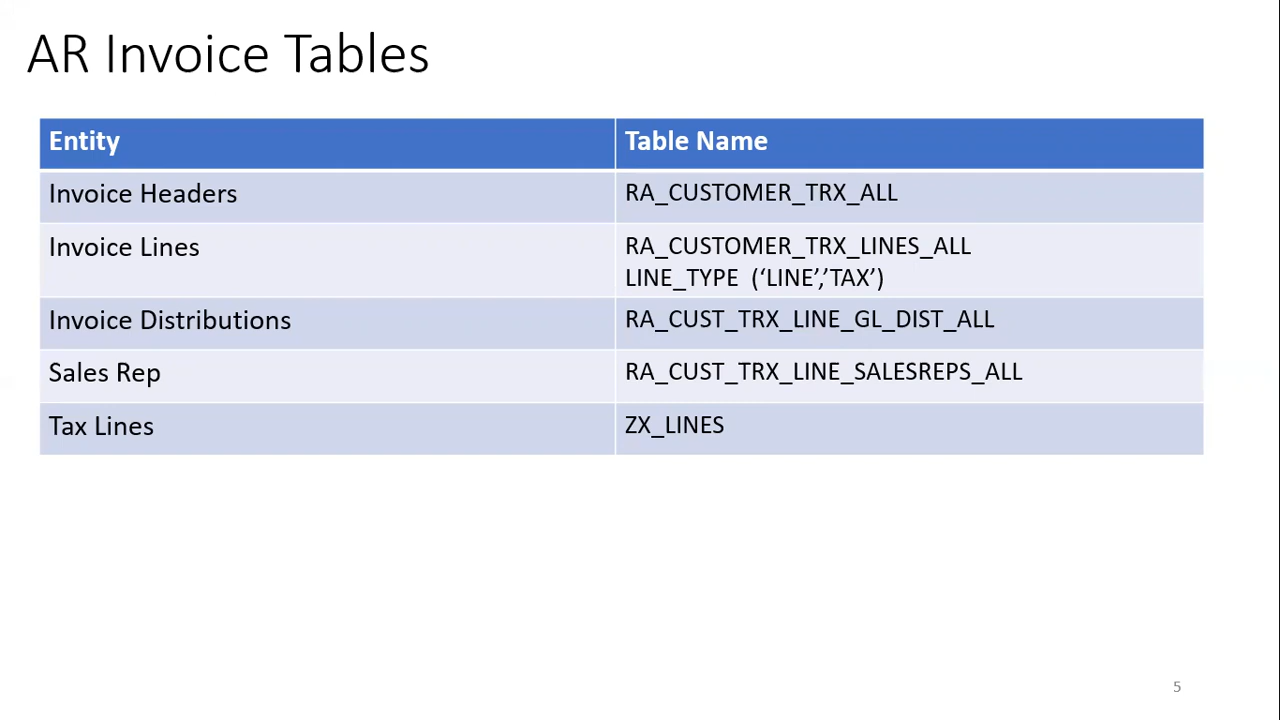 AR Invoice Tables
Entity
Table Name
Invoice Headers
RA_CUSTOMER_TRX_ALL
Invoice Lines
RA_CUSTOMER_TRX_LINES_ALL
LINE_TYPE (‘LINE’,’TAX’)
Invoice Distributions
RA_CUST_TRX_LINE_GL_DIST_ALL
Sales Rep
RA_CUST_TRX_LINE_SALESREPS_ALL
Tax Lines
ZX_LINES
5